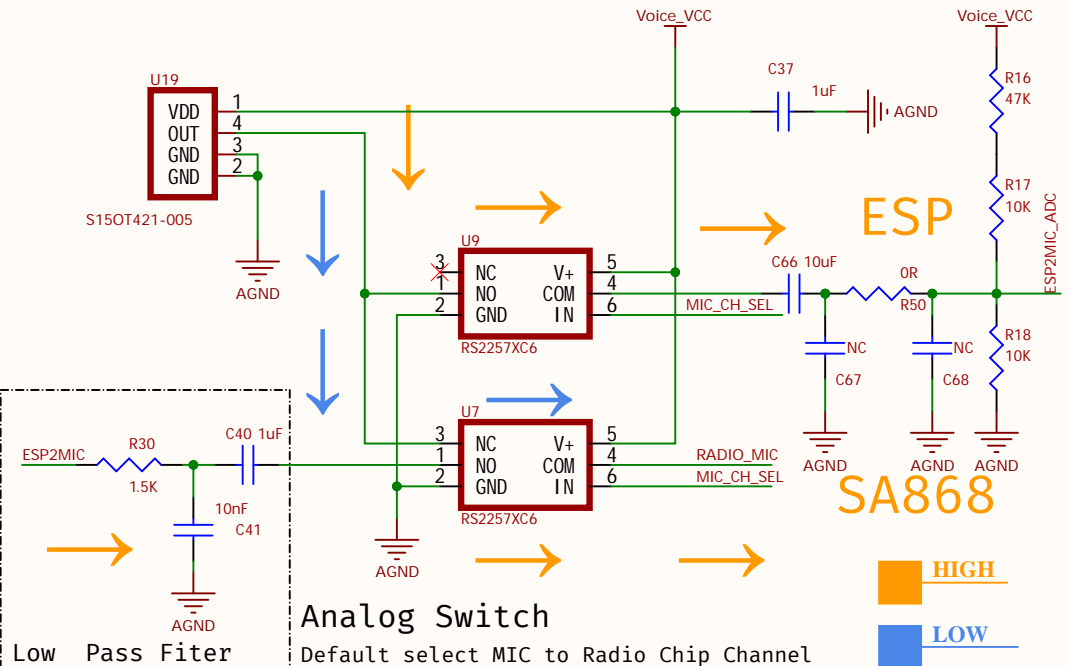 Voice_VCC
Voice_VCC
U19
C37
1uF
AGND
R16
47K
VDD
1
OUT
4
GND
3
GND
2
S15OT421-005
AGND
R17
10K
ESP
ESP2MIC_ADC
U9
3
NC
V+
5
1
NO
COM
4
2
GND
IN
6
RS2257XC6
MIC_CH_SEL
C66 10uF
0R
R50
NC
C67
NC
C68
R18
10K
AGND
AGND
AGND
U7
3
NC
V+
5
1
NO
COM
4
RADIO_MIC
2
GND
IN
6
MIC_CH_SEL
RS2257XC6
SA868
ESP2MIC
R30
1.5K
C40 1uF
10nF
C41
AGND
AGND
HIGH
LOW
Low Pass Fiter
Analog Switch
Default select MIC to Radio Chip Channel